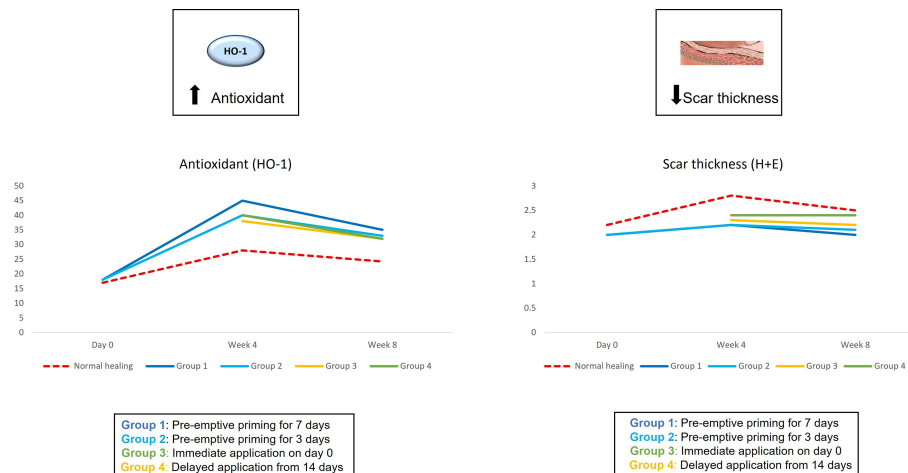 HO-1
Antioxidant
Scar thickness
Antioxidant (HO-1)
50
45
40
35
30
25
20
15
10
5
0
Day 0 Week 4 Week 8
Normal healing Group 1 Group 2 Group 3 Group 4
Scar thickness (H+E)
3
2.5
2
1.5
1
0.5
0
Day 0 Week 4 Week 8
Normal healing Group 1 Group 2 Group 3 Group 4
Group 1: Pre-emptive priming for 7 days
Group 2: Pre-emptive priming for 3 days
Group 3: Immediate application on day 0
Group 4: Delayed application from 14 days
Group 1: Pre-emptive priming for 7 days
Group 2: Pre-emptive priming for 3 days
Group 3: Immediate application on day 0
Group 4: Delayed application from 14 days